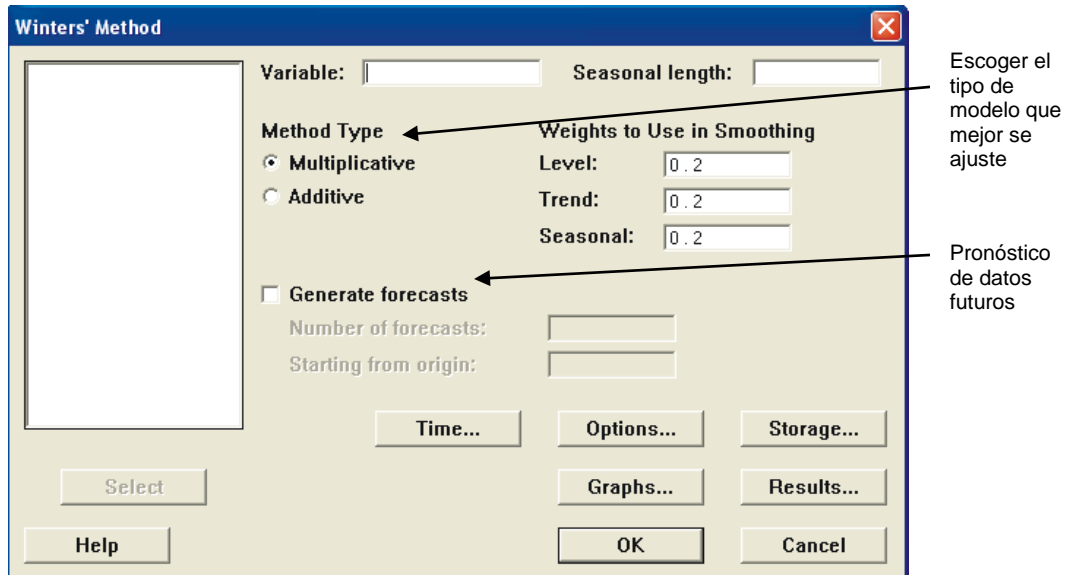 Winters' Method
Variable:
Seasonal length:
Method Type
Weights to Use in Smoothing
Multiplicative
Level:
0.2
Additive
Trend:
0.2
Seasonal:
0.2
Generate forecasts
Number of forecasts:
Starting from origin:
Time...
Options...
Storage...
Select
Graphs...
Results...
Help
OK
Cancel
Escoger el
tipo de
modelo que
mejor se
ajuste
Pronóstico
de datos
futuros